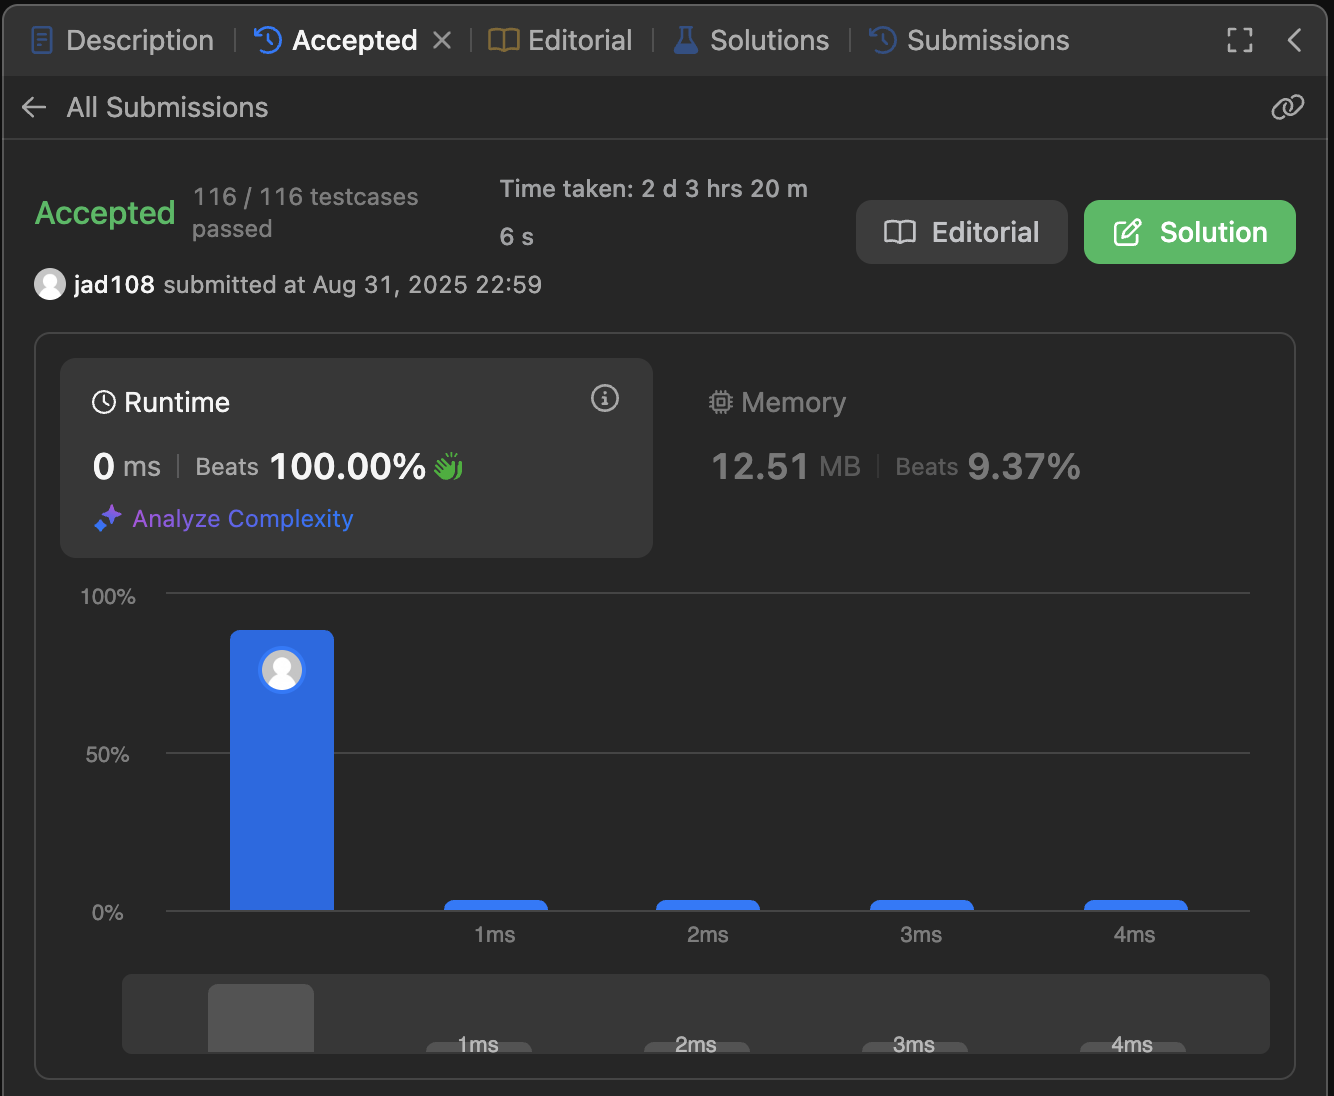 Description
Accepted
Editorial
Solutions
Submissions
All Submissions
Accepted
116 / 116 testcases
passed
Time taken: 2 d 3 hrs 20 m
6 s
Editorial
Solution
jad108 submitted at Aug 31, 2025 22:59
Runtime
0 ms
Beats 100.00%
Analyze Complexity
Memory
12.51 MB
Beats 9.37%
100%
50%
0%
1ms
2ms
3ms
4ms
1ms
2ms
3ms
4ms